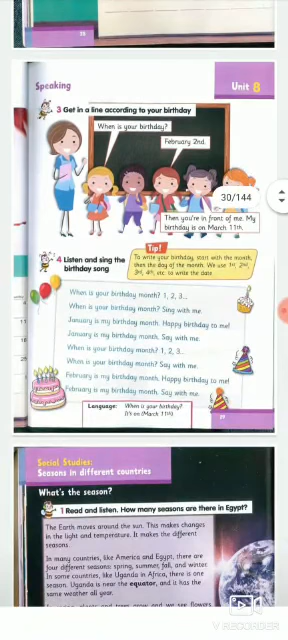 Speaking
Unit 8
3 Get in a line according to your birthday
When is your birthday?
February 2nd.
30/144
Then you're in front of me. My
birthday is on March 11th.
Tip!
To write your birthday, start with the month,
then the day of the month. We use 1st, 2nd,
3rd, 4th, etc. to write the date
4 Listen and sing the
birthday song
When is your birthday month? 1, 2, 3...
When is your birthday month? Sing with me.
January is my birthday month. Happy birthday to me!
January is my birthday month. Say with me.
When is your birthday month? 1, 2, 3..
When is your birthday month? Say with me.
February is my birthday month. Happy birthday to me!
February is my birthday month. Say with me.
Language: When is your birthday?
It's on (March 11th)
Social Studies:
Seasons in different countries
What's the season?
1 Read and listen. How many seasons are there in Egypt?
The Earth moves around the sun. This makes changes
in the light and temperature. It makes the different
seasons.
In many countries, like America and Egypt, there are
four different seasons: spring, summer, fall, and winter.
In some countries, like Uganda in Africa, there is one
season. Uganda is near the equator, and it has the
same weather all year.
V RECORDER